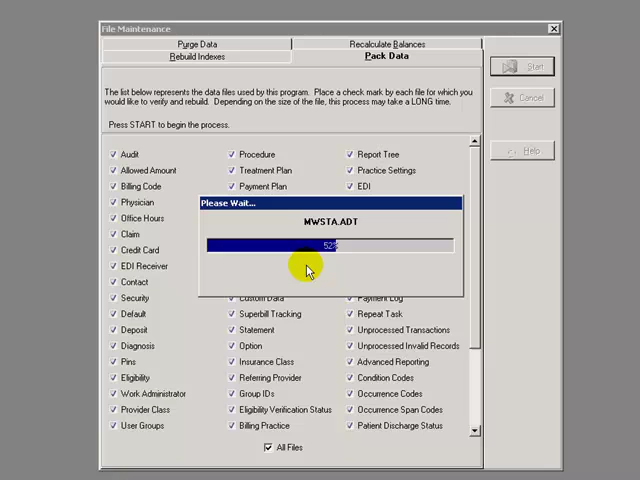 File Maintenance
Purge Data
Recalculate Balances
Rebuild Indexes
Pack Data
The list below represents the data files used by this program. Place a check mark by each file for which you
would like to verify and rebuild. Depending on the size of the file, this process may take a LONG time.
Press START to begin the process.
Start
Cancel
Help
Audit
Procedure
Report Tree
Allowed Amount
Treatment Plan
Practice Settings
Billing Code
Payment Plan
EDI
Physician
Office Hours
Claim
Credit Card
EDI Receiver
Contact
Please Wait...
MWSTA.ADT
52%
Security
Custom Data
Payment Log
Default
Superbill Tracking
Repeat Task
Deposit
Statement
Unprocessed Transactions
Diagnosis
Option
Unprocessed Invalid Records
Pins
Insurance Class
Advanced Reporting
Eligibility
Referring Provider
Condition Codes
Work Administrator
Group IDs
Occurrence Codes
Provider Class
Eligibility Verification Status
Occurrence Span Codes
User Groups
Billing Practice
Patient Discharge Status
All Files